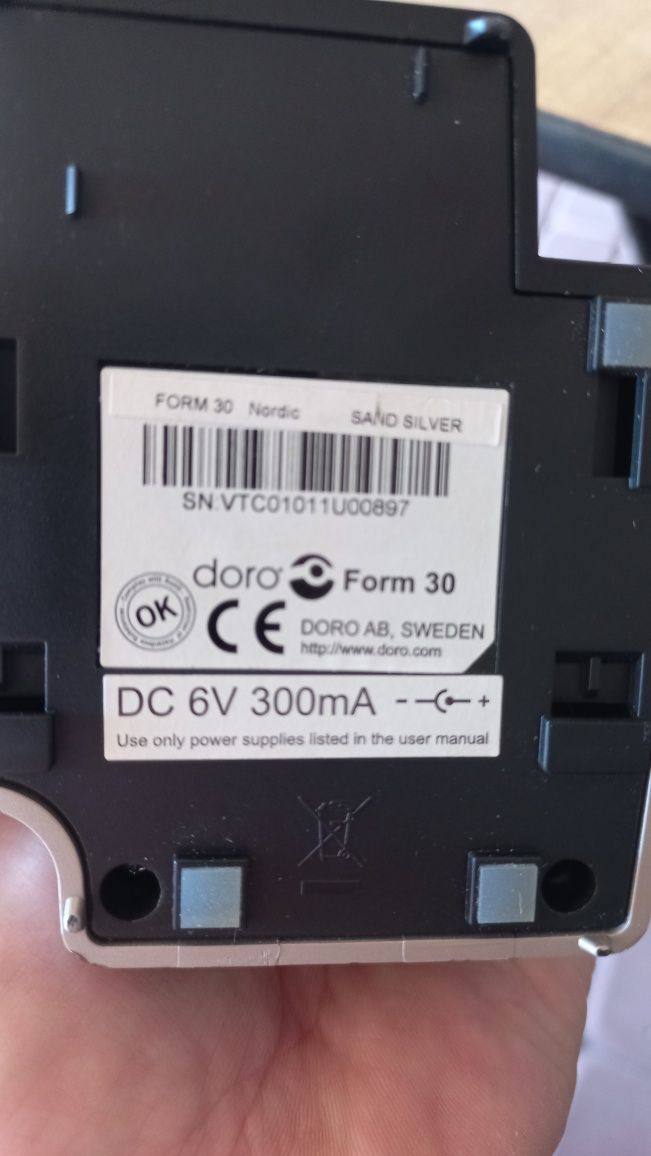 FORM 30 Nordic SAND SILVER
SN:VTC01011U00897
doro Form 30
OK
CE
DORO AB, SWEDEN
http://www.doro.com
DC 6V 300mA - +
Use only power supplies listed in the user manual